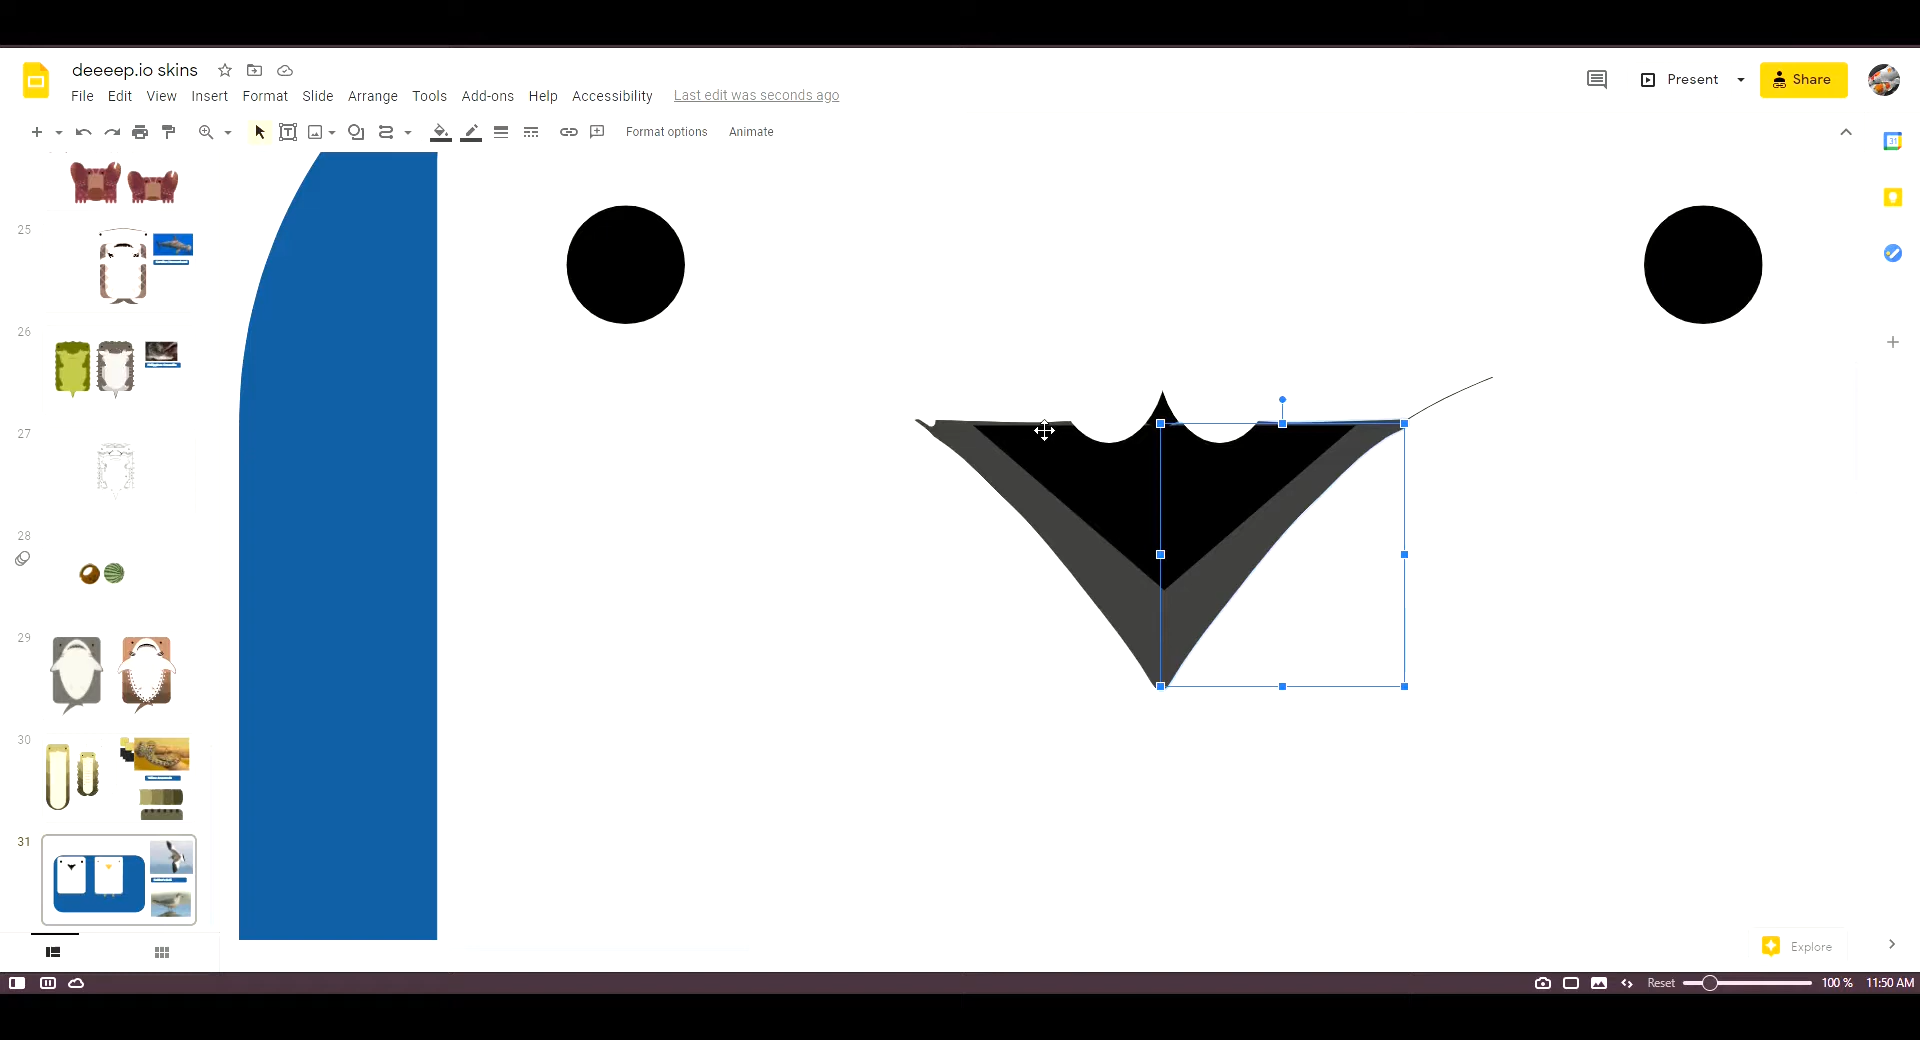 deeeep.io skins
File Edit View Insert Format Slide Arrange Tools Add-ons Help Accessibility Last edit was seconds ago
Present
Share
Format options Animate
31
25
26
27
28
29
30
31
Explore
Reset 100 % 11:50 AM